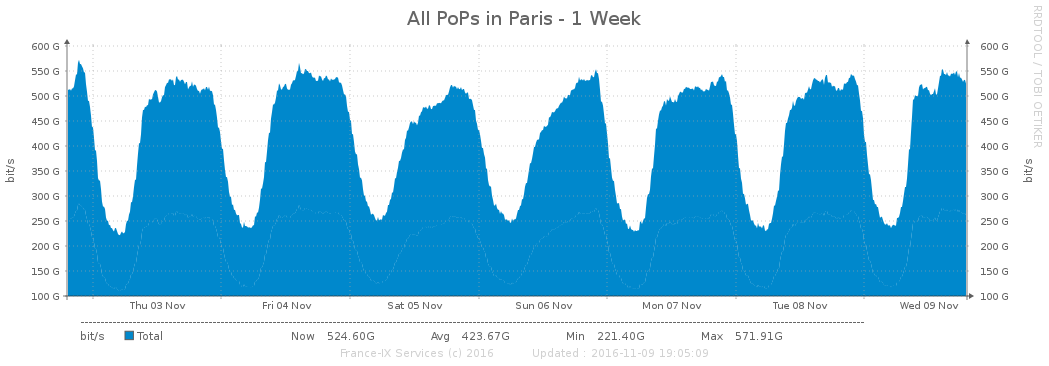 All PoPs in Paris - 1 Week
RRDTOOL / TOBI OETIKER
bit/s
bit/s
600 G 600 G
550 G 550 G
500 G 500 G
450 G 450 G
400 G 400 G
350 G 350 G
300 G 300 G
250 G 250 G
200 G 200 G
150 G 150 G
100 G 100 G
Thu 03 Nov Fri 04 Nov Sat 05 Nov Sun 06 Nov Mon 07 Nov Tue 08 Nov Wed 09 Nov
bit/s Total Now 524.60G Avg 423.67G Min 221.40G Max 571.91G
France-IX Services (c) 2016 Updated : 2016-11-09 19:05:09